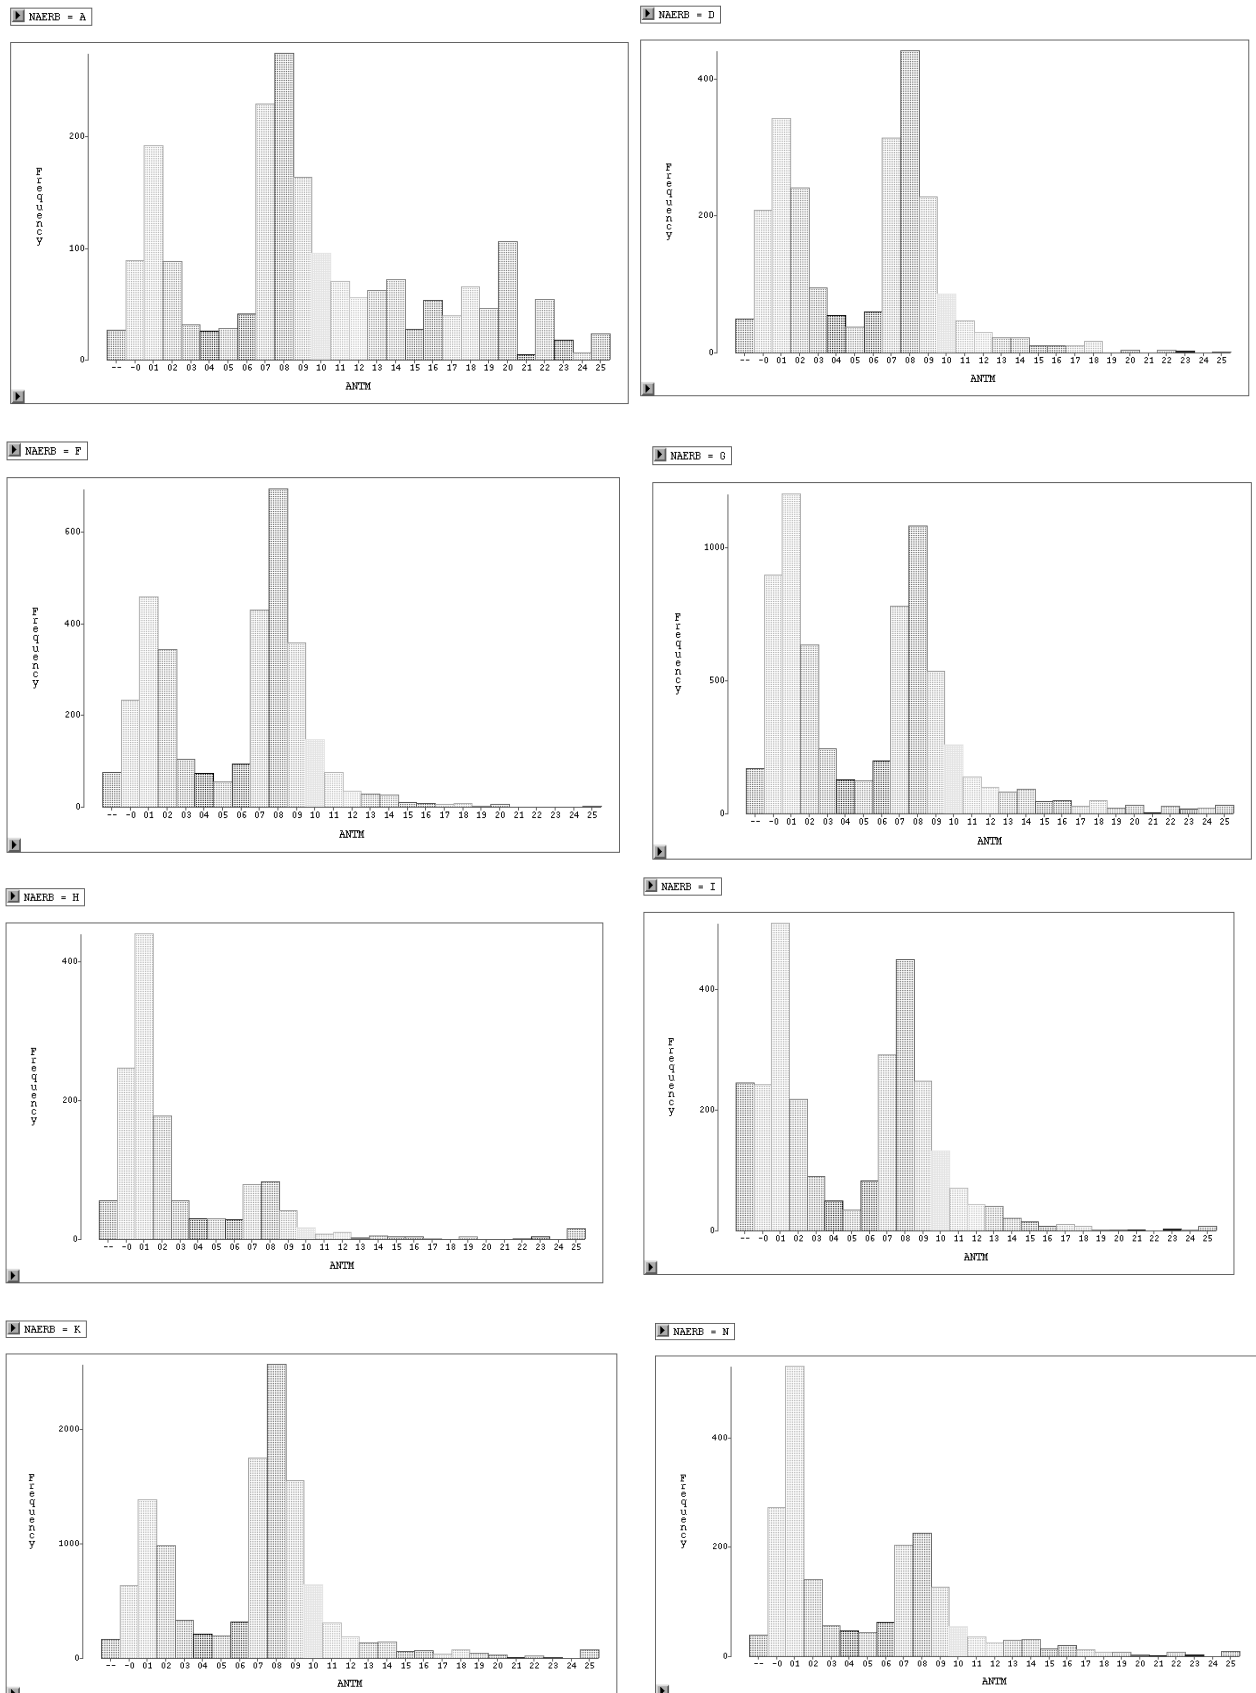 NAERB = A
200
100
0
Frequency
-- -0 01 02 03 04 05 06 07 08 09 10 11 12 13 14 15 16 17 18 19 20 21 22 23 24 25
ANTM
NAERB = D
400
200
0
Frequency
-- -0 01 02 03 04 05 06 07 08 09 10 11 12 13 14 15 16 17 18 19 20 21 22 23 24 25
ANTM
NAERB = F
600
400
200
0
Frequency
-- -0 01 02 03 04 05 06 07 08 09 10 11 12 13 14 15 16 17 18 19 20 21 22 23 24 25
ANTM
NAERB = G
1000
500
0
Frequency
-- -0 01 02 03 04 05 06 07 08 09 10 11 12 13 14 15 16 17 18 19 20 21 22 23 24 25
ANTM
NAERB = H
400
200
0
Frequency
-- -0 01 02 03 04 05 06 07 08 09 10 11 12 13 14 15 16 17 18 19 20 21 22 23 24 25
ANTM
NAERB = I
400
200
0
Frequency
-- -0 01 02 03 04 05 06 07 08 09 10 11 12 13 14 15 16 17 18 19 20 21 22 23 24 25
ANTM
NAERB = K
2000
1000
0
Frequency
-- -0 01 02 03 04 05 06 07 08 09 10 11 12 13 14 15 16 17 18 19 20 21 22 23 24 25
ANTM
NAERB = N
400
200
0
Frequency
-- -0 01 02 03 04 05 06 07 08 09 10 11 12 13 14 15 16 17 18 19 20 21 22 23 24 25
ANTM